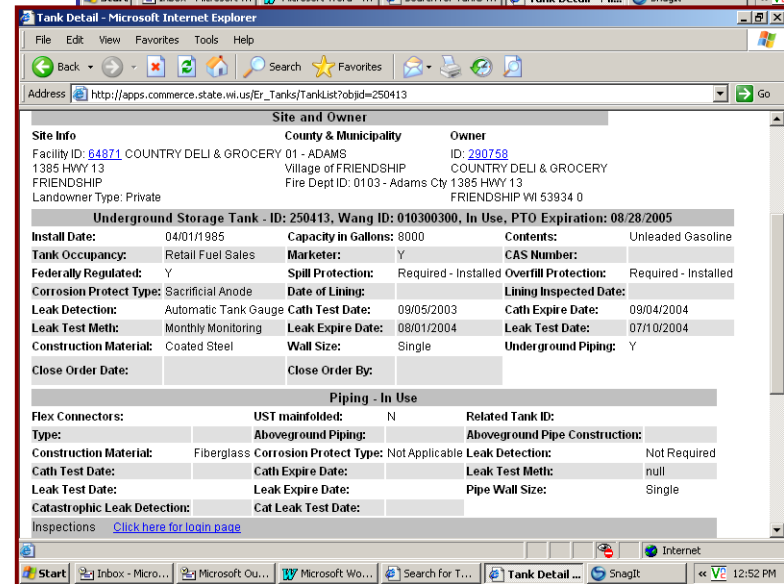 Start Inbox - Microsoft Microsoft Word Search for Tanks Tank Detail SnagIt
Tank Detail - Microsoft Internet Explorer
File Edit View Favorites Tools Help
Back Search Favorites
Address http://apps.commerce.state.wi.us/Er_Tanks/TankList?objid=250413 Go
Site and Owner
Site Info County & Municipality Owner
Facility ID: 64871 COUNTRY DELI & GROCERY 01 - ADAMS ID: 290758
1385 HWY 13 Village of FRIENDSHIP COUNTRY DELI & GROCERY
FRIENDSHIP Fire Dept ID: 0103 - Adams Cty 1385 HWY 13
Landowner Type: Private FRIENDSHIP WI 53934 0
Underground Storage Tank - ID: 250413, Wang ID: 010300300, In Use, PTO Expiration: 08/28/2005
Install Date: 04/01/1985 Capacity in Gallons: 8000 Contents: Unleaded Gasoline
Tank Occupancy: Retail Fuel Sales Marketer: Y CAS Number:
Federally Regulated: Y Spill Protection: Required - Installed Overfill Protection: Required - Installed
Corrosion Protect Type: Sacrificial Anode Date of Lining: Lining Inspected Date:
Leak Detection: Automatic Tank Gauge Cath Test Date: 09/05/2003 Cath Expire Date: 09/04/2004
Leak Test Meth: Monthly Monitoring Leak Expire Date: 08/01/2004 Leak Test Date: 07/10/2004
Construction Material: Coated Steel Wall Size: Single Underground Piping: Y
Close Order Date: Close Order By:
Piping - In Use
Flex Connectors: UST mainfolded: N Related Tank ID:
Type: Aboveground Piping: Aboveground Pipe Construction:
Construction Material: Fiberglass Corrosion Protect Type: Not Applicable Leak Detection: Not Required
Cath Test Date: Cath Expire Date: Leak Test Meth: null
Leak Test Date: Leak Expire Date: Pipe Wall Size: Single
Catastrophic Leak Detection: Cat Leak Test Date:
Inspections Click here for login page
Internet
Start Inbox - Micro... Microsoft Ou... Microsoft Wo... Search for T... Tank Detail ... SnagIt « 12:52 PM